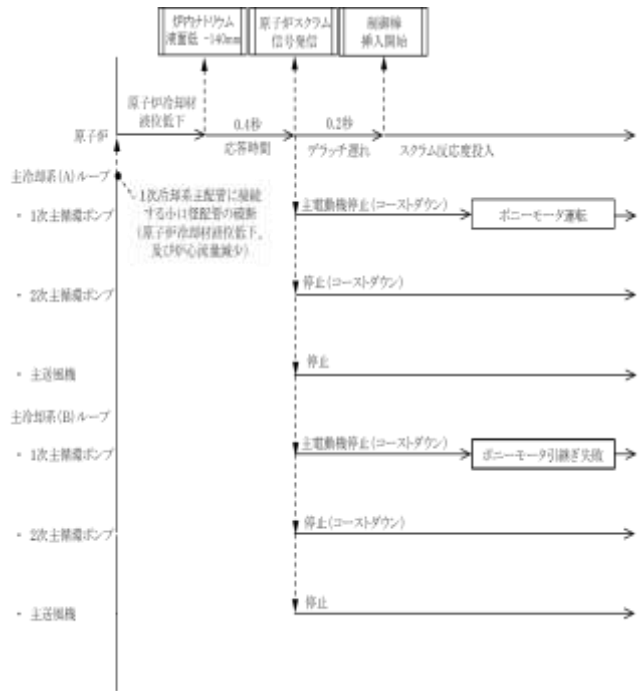 炉内ナトリウム
液面低 -140mm
原子炉スクラム
信号発信
制御棒
挿入開始
原子炉冷却材
液位低下
0.4秒
0.2秒
原子炉
応答時間
デラッチ遅れ
スクラム反応度投入
主冷却系(A)ループ
1次冷却系主配管に接続
する小口径配管の破断
(原子炉冷却材液位低下、
及び炉心流量減少)
・ 1次主循環ポンプ
主電動機停止(コーストダウン)
ポニーモータ運転
・ 2次主循環ポンプ
停止(コーストダウン)
・ 主送風機
停止
主冷却系(B)ループ
・ 1次主循環ポンプ
主電動機停止(コーストダウン)
ポニーモータ引継ぎ失敗
・ 2次主循環ポンプ
停止(コーストダウン)
・ 主送風機
停止